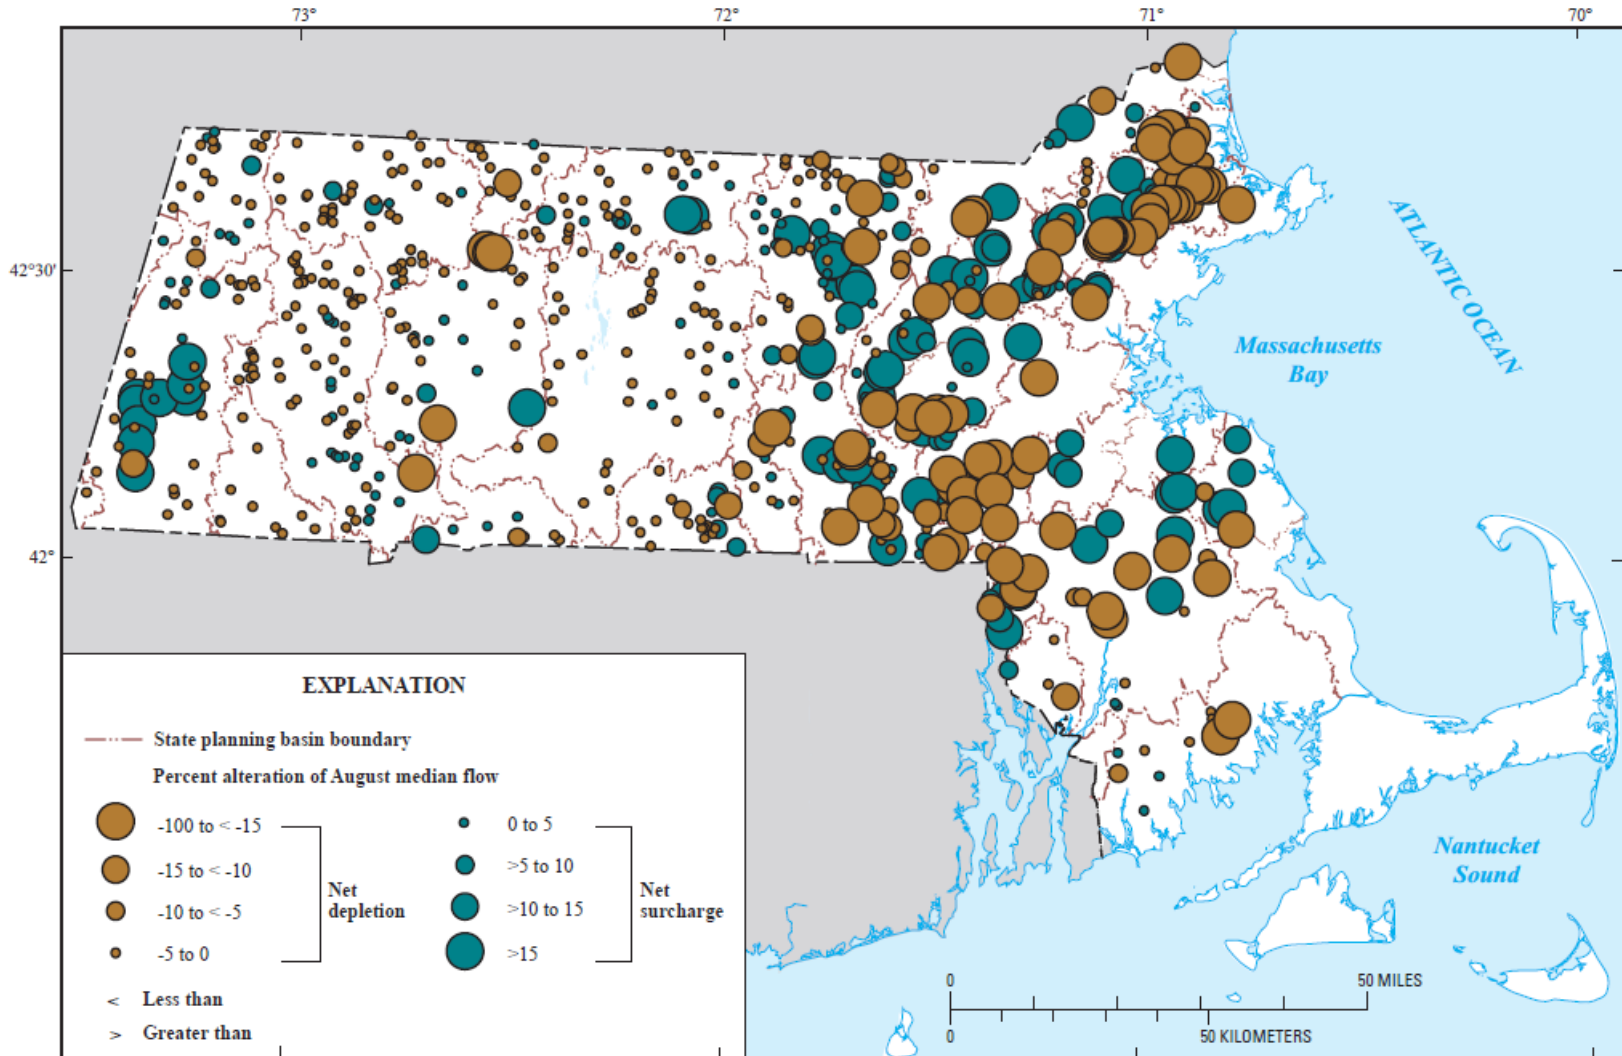 73°
72°
71°
70°
42°30'
42°
ATLANTIC OCEAN
Massachusetts
Bay
Nantucket
Sound
EXPLANATION
State planning basin boundary
Percent alteration of August median flow
-100 to < -15
-15 to < -10
-10 to < -5
-5 to 0
Net
depletion
0 to 5
>5 to 10
>10 to 15
>15
Net
surcharge
< Less than
> Greater than
0 50 MILES
0 50 KILOMETERS